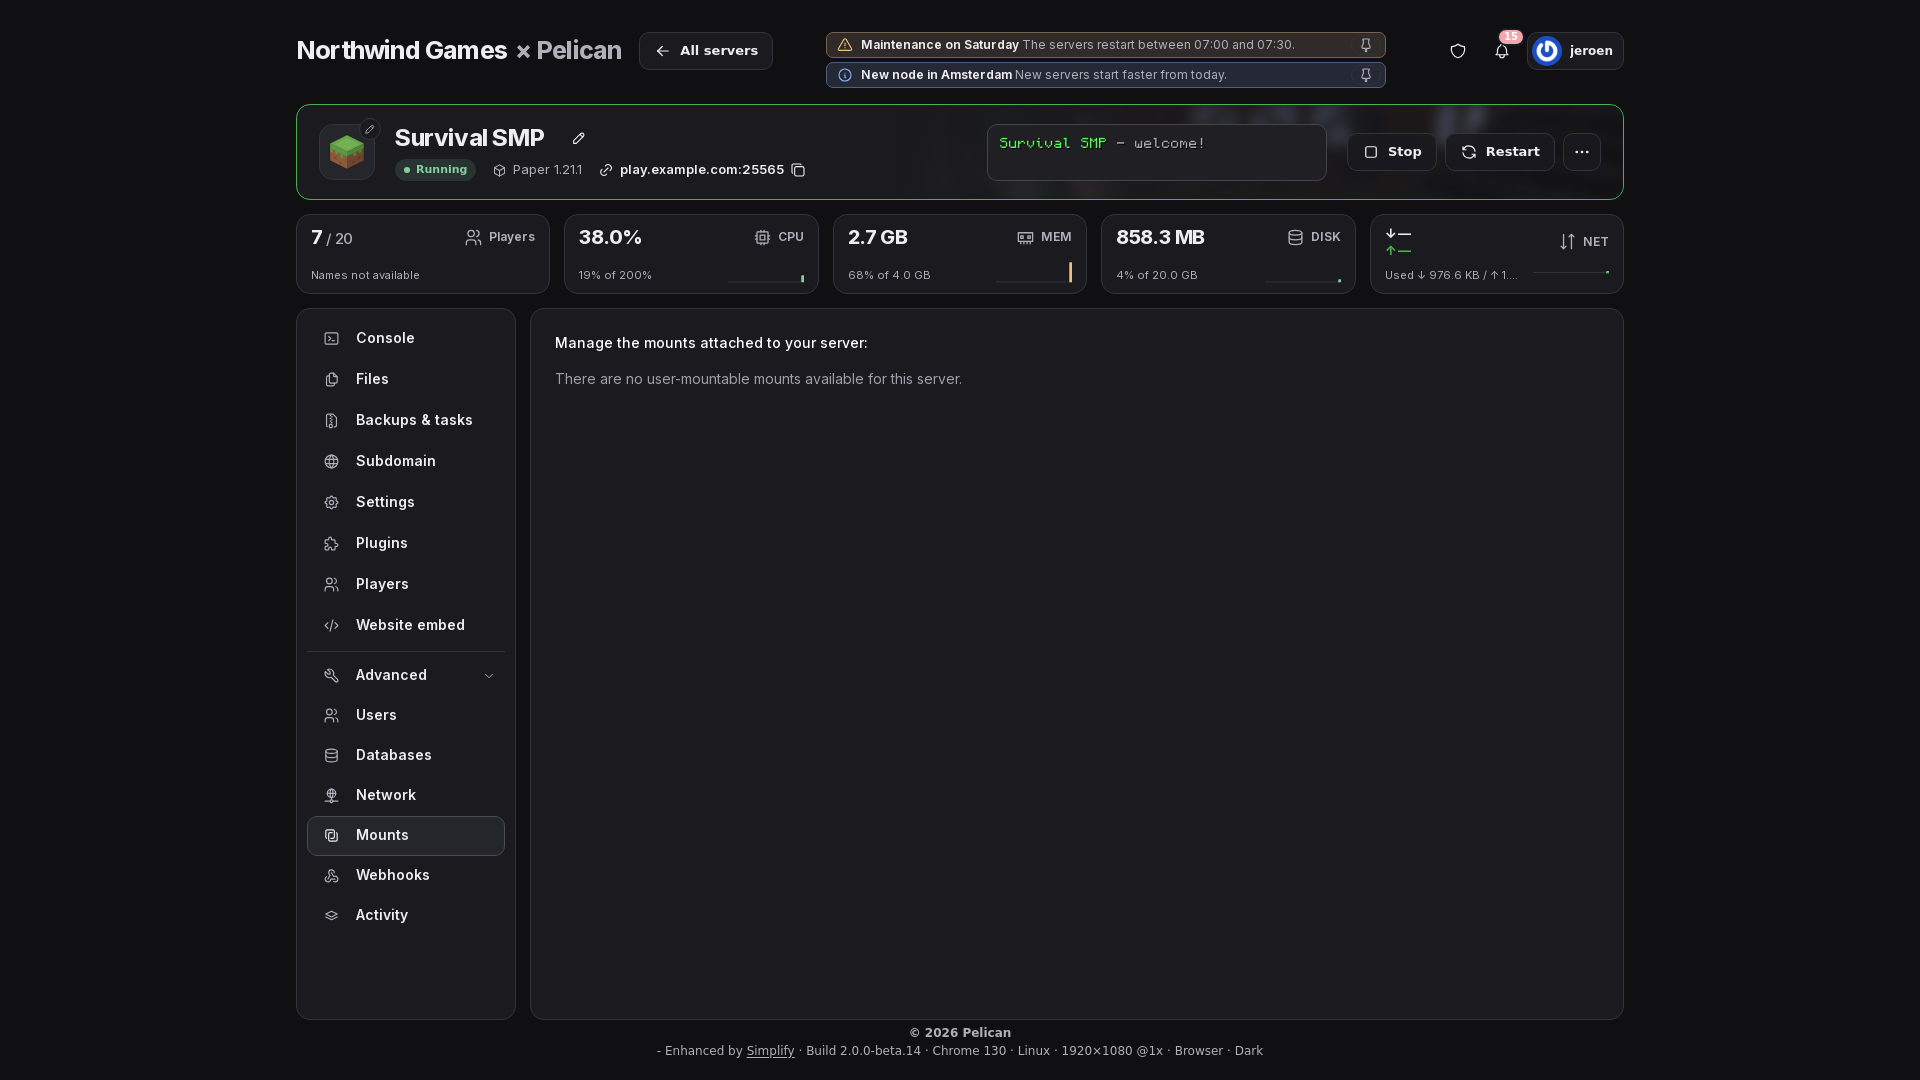 Northwind Games × Pelican
All servers
Maintenance on Saturday The servers restart between 07:00 and 07:30.
New node in Amsterdam New servers start faster from today.
15
jeroen
Survival SMP
Running
Paper 1.21.1
play.example.com:25565
Survival SMP – welcome!
Stop
Restart
7 / 20
Players
Names not available
38.0%
CPU
19% of 200%
2.7 GB
MEM
68% of 4.0 GB
858.3 MB
DISK
4% of 20.0 GB
↓—
↑—
NET
Used ↓ 976.6 KB / ↑ 1....
Console
Files
Backups & tasks
Subdomain
Settings
Plugins
Players
Website embed
Advanced
Users
Databases
Network
Mounts
Webhooks
Activity
Manage the mounts attached to your server:
There are no user-mountable mounts available for this server.
© 2026 Pelican
- Enhanced by Simplify · Build 2.0.0-beta.14 · Chrome 130 · Linux · 1920×1080 @1x · Browser · Dark